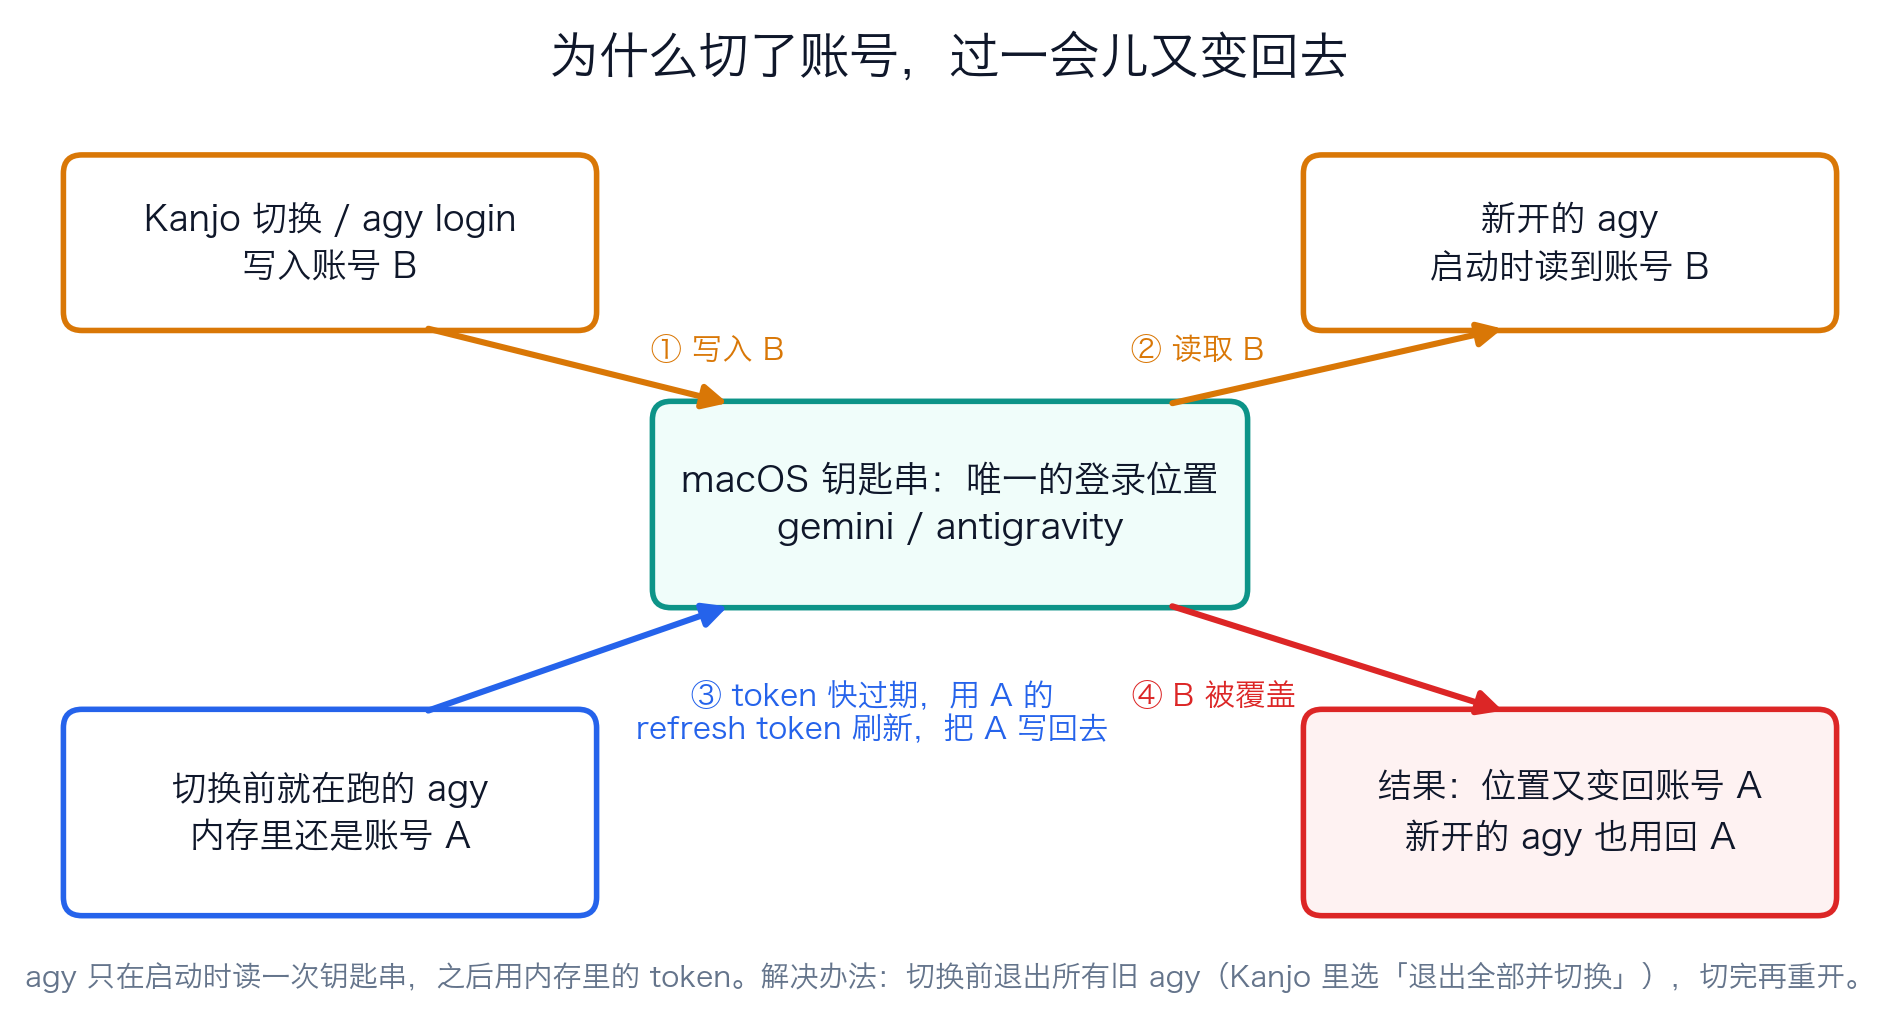 为什么切了账号，过一会儿又变回去
Kanjo 切换 / agy login
写入账号 B
新开的 agy
启动时读到账号 B
① 写入 B
② 读取 B
macOS 钥匙串：唯一的登录位置
gemini / antigravity
③ token 快过期，用 A 的
refresh token 刷新，把 A 写回去
④ B 被覆盖
切换前就在跑的 agy
内存里还是账号 A
结果：位置又变回账号 A
新开的 agy 也用回 A
agy 只在启动时读一次钥匙串，之后用内存里的 token。解决办法：切换前退出所有旧 agy（Kanjo 里选「退出全部并切换」），切完再重开。